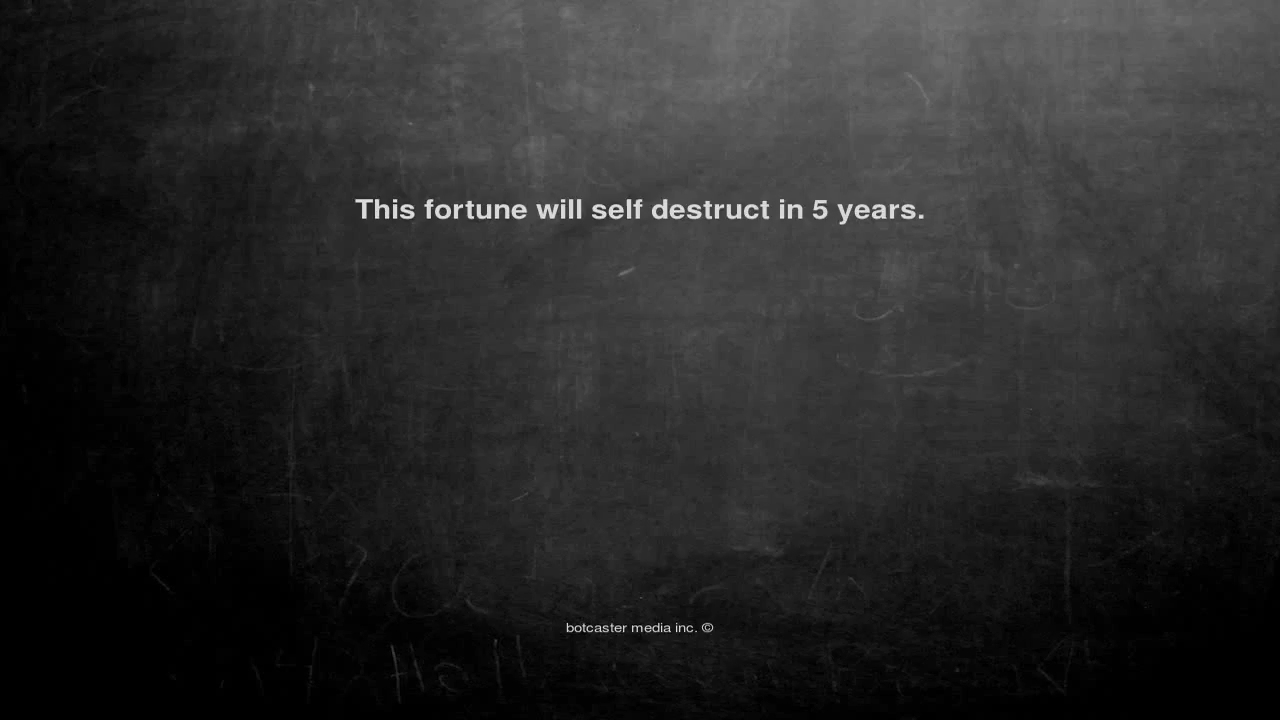 This fortune will self destruct in 5 years.
botcaster media inc. ©